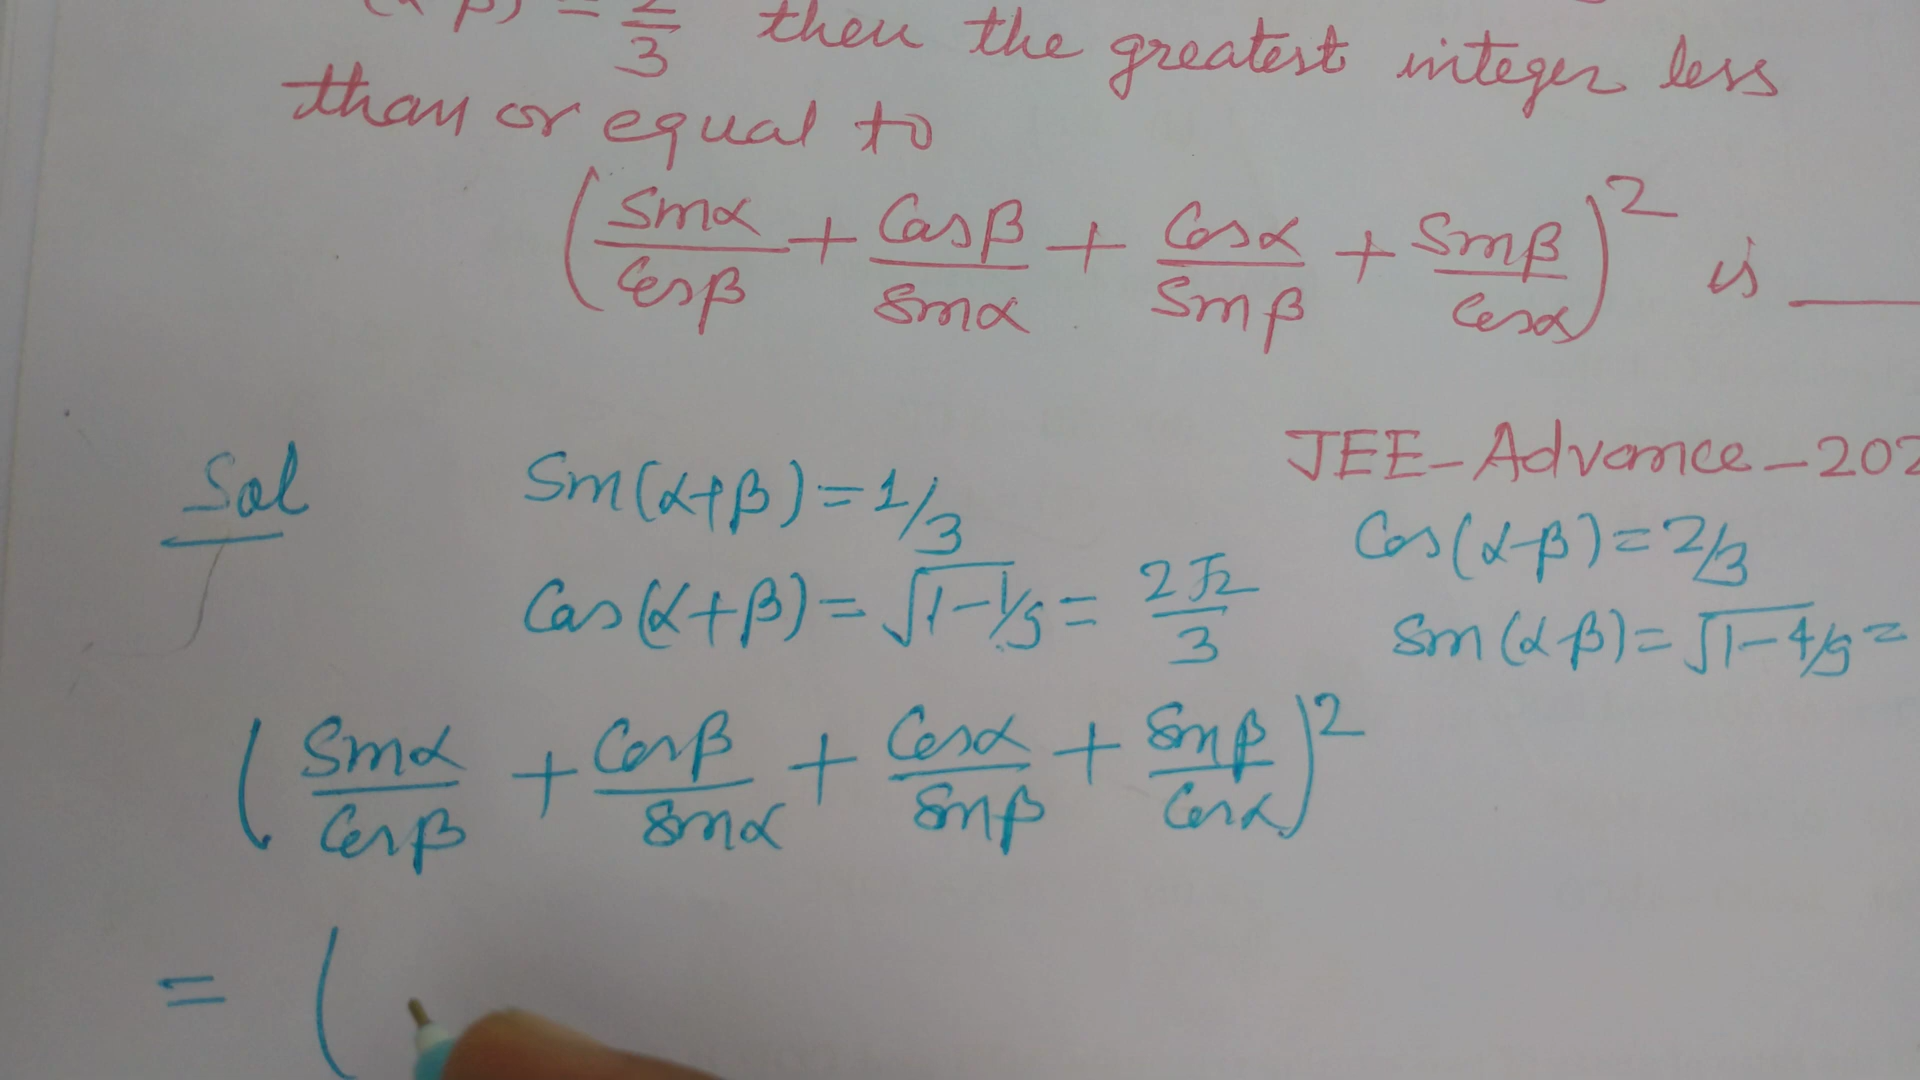 (α β) = 2/3 then the greatest integer less
than or equal to
(Sinα/Cosβ + Cosβ/Sinα + Cosα/Sinβ + Sinβ/Cosα)² is ____
JEE-Advance-202
Sol Sin(α+β)=1/3 Cos(α-β)=2/3
Cos(α+β)=√1-1/9 = 2√2/3 Sin(α-β)=√1-4/9=
(Sinα/Cosβ + Cosβ/Sinα + Cosα/Sinβ + Sinβ/Cosα)²
= (